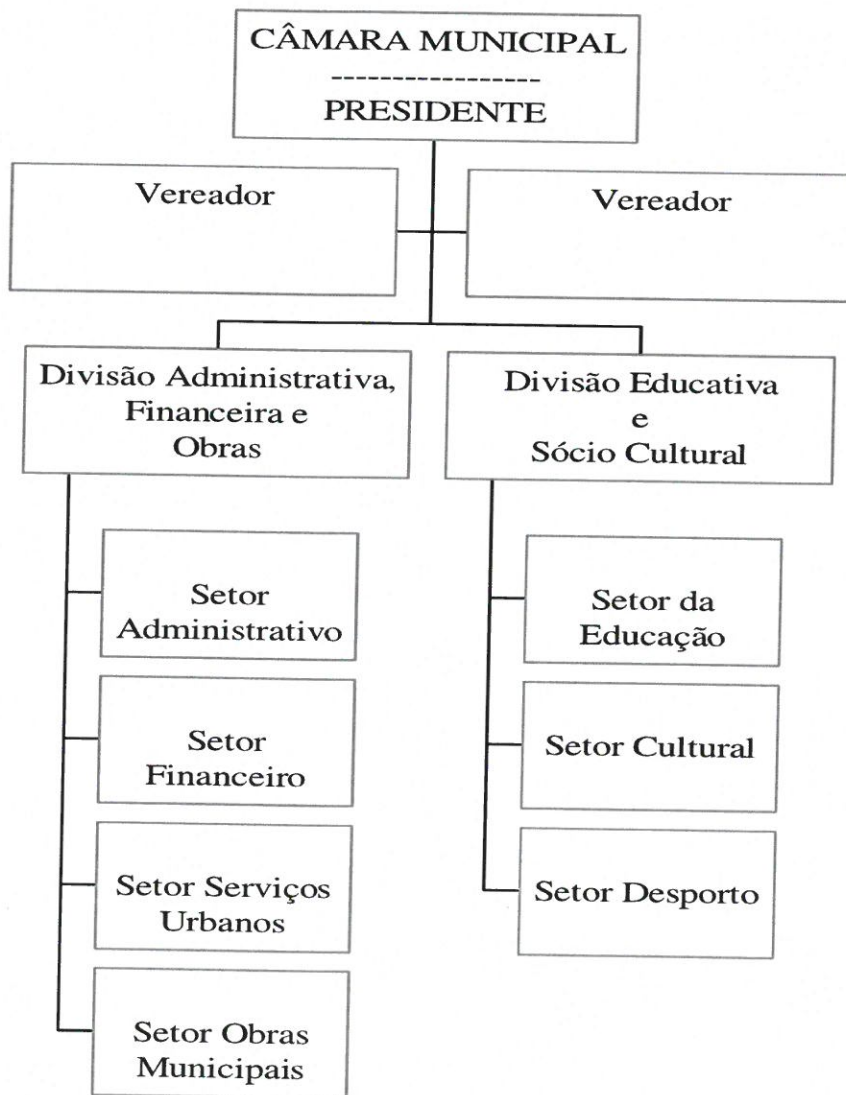 CÂMARA MUNICIPAL
-----------------
PRESIDENTE
Vereador
Vereador
Divisão Administrativa,
Financeira e
Obras
Divisão Educativa
e
Sócio Cultural
Setor
Administrativo
Setor
Financeiro
Setor Serviços
Urbanos
Setor Obras
Municipais
Setor da
Educação
Setor Cultural
Setor Desporto